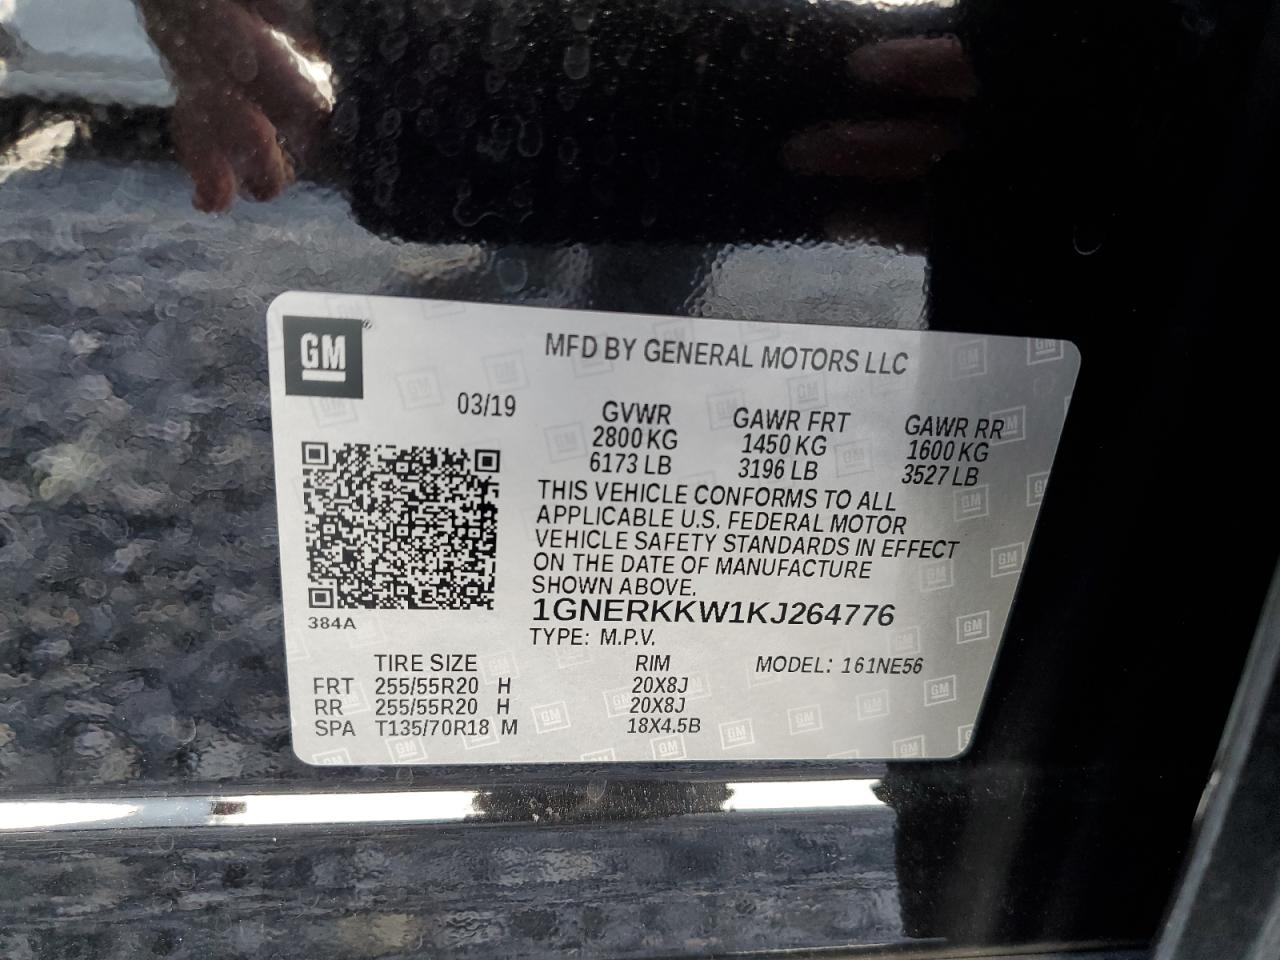 GM
MFD BY GENERAL MOTORS LLC
03/19
GVWR GAWR FRT GAWR RR
2800 KG 1450 KG 1600 KG
6173 LB 3196 LB 3527 LB
THIS VEHICLE CONFORMS TO ALL
APPLICABLE U.S. FEDERAL MOTOR
VEHICLE SAFETY STANDARDS IN EFFECT
ON THE DATE OF MANUFACTURE
SHOWN ABOVE.
384A
1GNERKKW1KJ264776
TYPE: M.P.V.
TIRE SIZE RIM MODEL: 161NE56
FRT 255/55R20 H 20X8J
RR 255/55R20 H 20X8J
SPA T135/70R18 M 18X4.5B